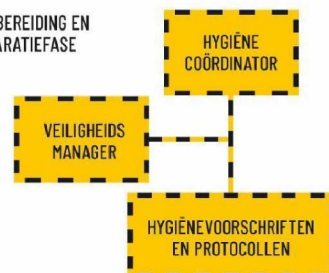 BEREIDING EN
ARATIEFASE
HYGIËNE
COÖRDINATOR
VEILIGHEIDS
MANAGER
HYGIËNEVOORSCHRIFTEN
EN PROTOCOLLEN